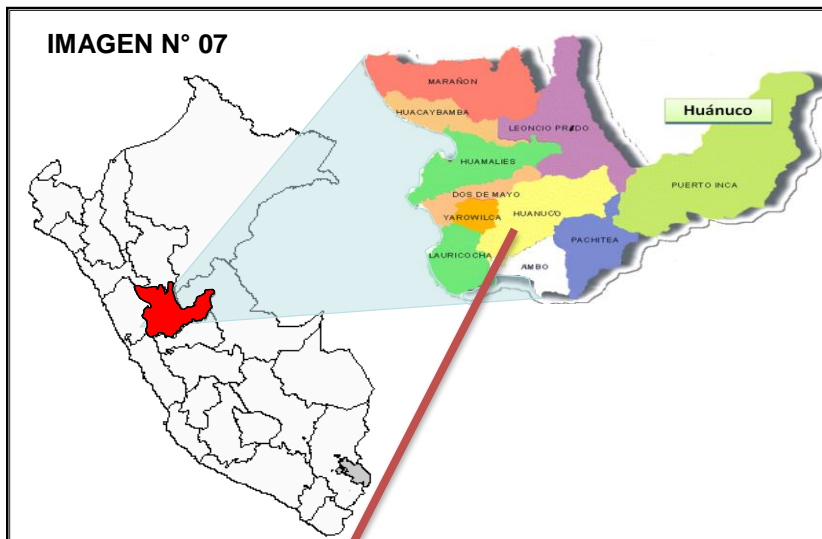 IMAGEN N° 07
MARAÑON
HUACAYBAMBA
LEONCIO PRADO
Huánuco
HUAMALIES
PUERTO INCA
DOS DE MAYO
YAROWILCA
HUANUCO
PACHITEA
LAURICOCHA
AMBO